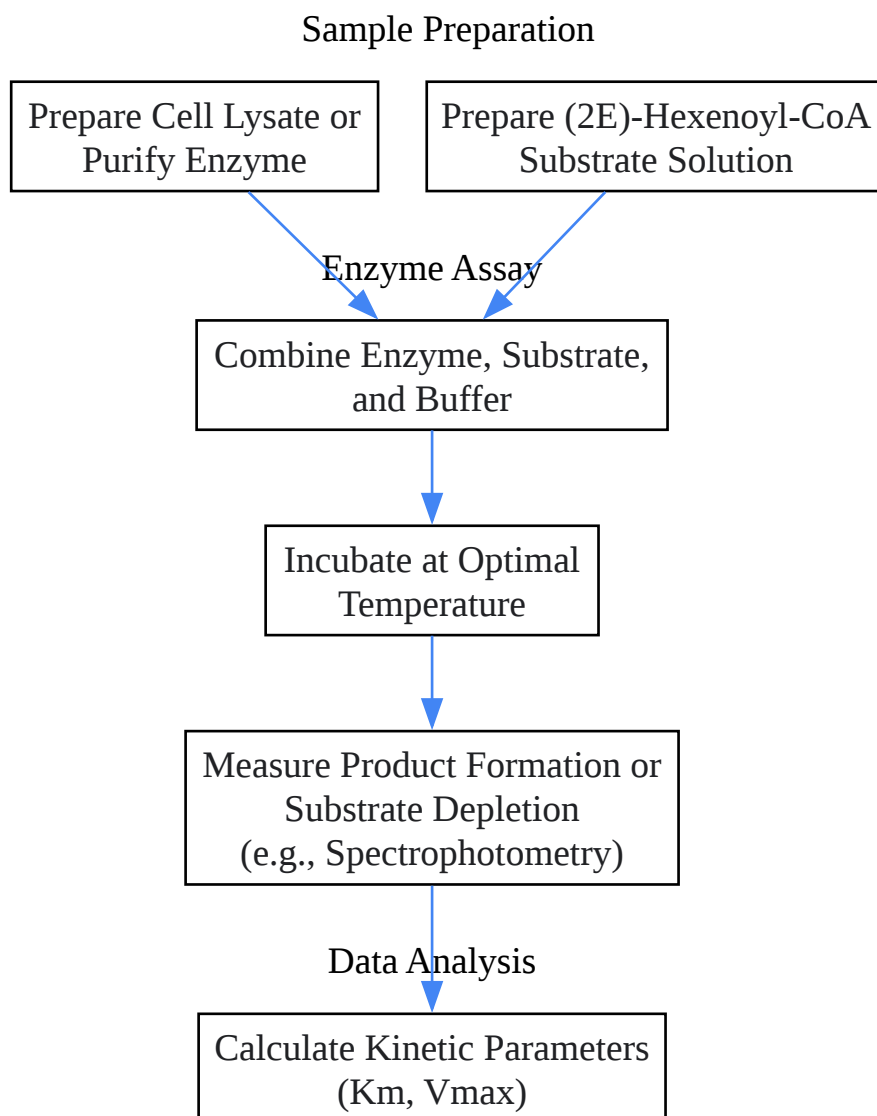 Sample Preparation
Prepare Cell Lysate or
Purify Enzyme
Prepare (2E)-Hexenoyl-CoA
Substrate Solution
Enzyme Assay
Combine Enzyme, Substrate,
and Buffer
Incubate at Optimal
Temperature
Measure Product Formation or
Substrate Depletion
(e.g., Spectrophotometry)
Data Analysis
Calculate Kinetic Parameters
(Km, Vmax)